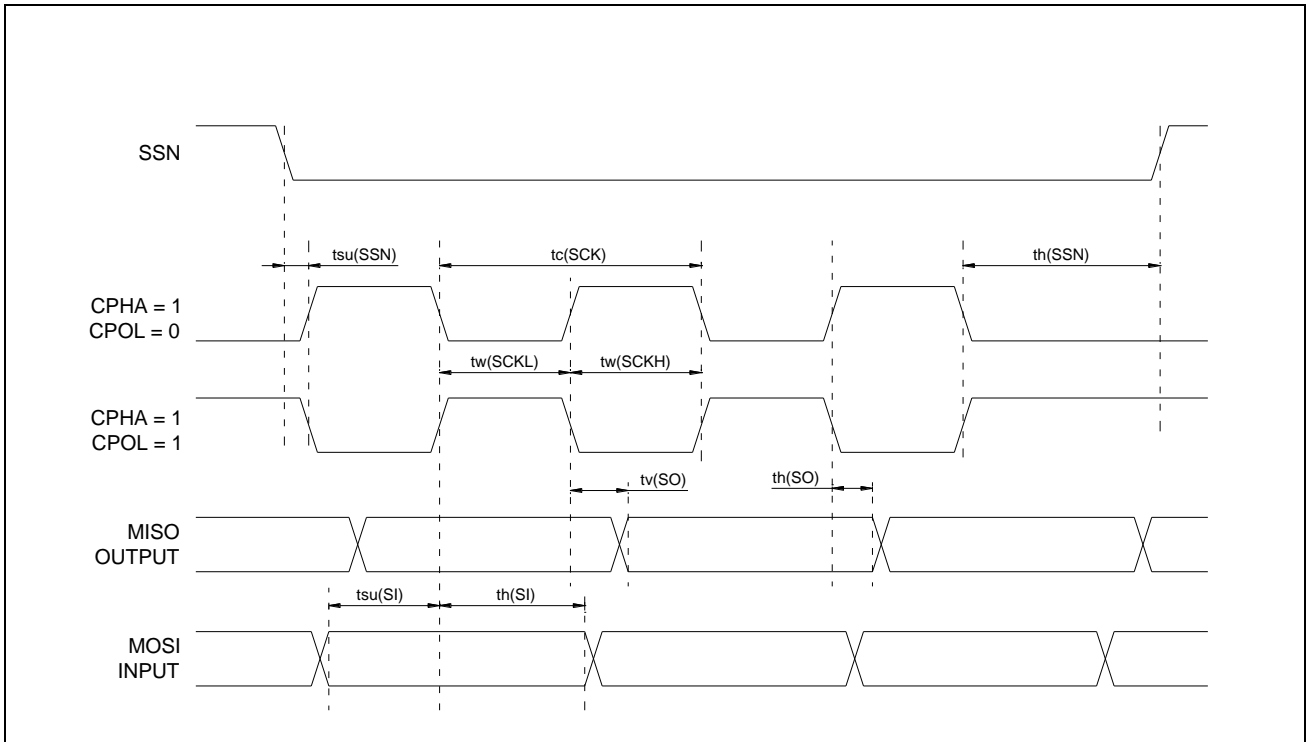 SSN
tsu(SSN)
tc(SCK)
th(SSN)
CPHA = 1
CPOL = 0
tw(SCKL)
tw(SCKH)
CPHA = 1
CPOL = 1
tv(SO)
th(SO)
MISO
OUTPUT
tsu(SI)
th(SI)
MOSI
INPUT